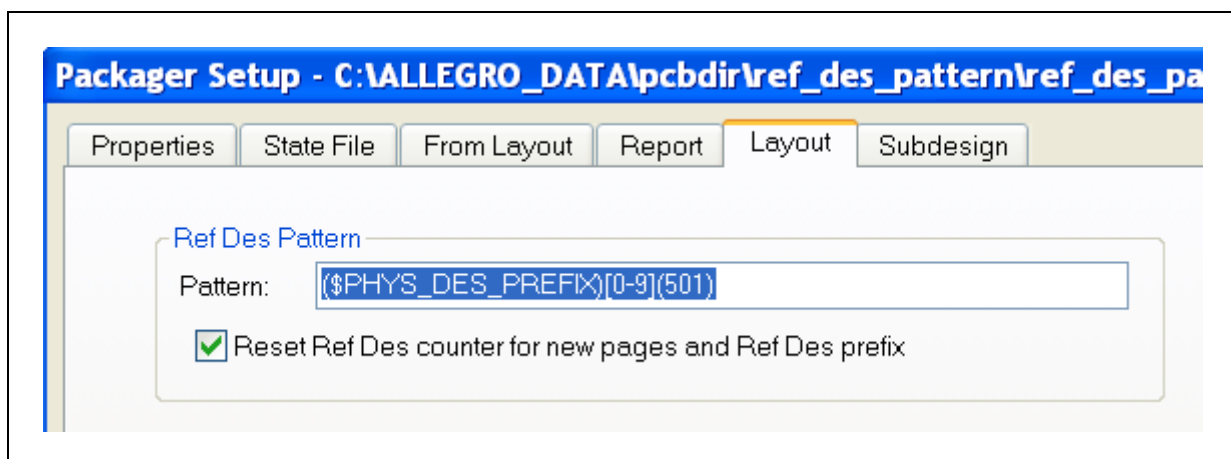 Packager Setup - C:\ALLEGRO_DATA\pcbdir\ref_des_pattern\ref_des_pa
Properties State File From Layout Report Layout Subdesign
Ref Des Pattern
Pattern: ($PHYS_DES_PREFIX)[0-9](501)
Reset Ref Des counter for new pages and Ref Des prefix